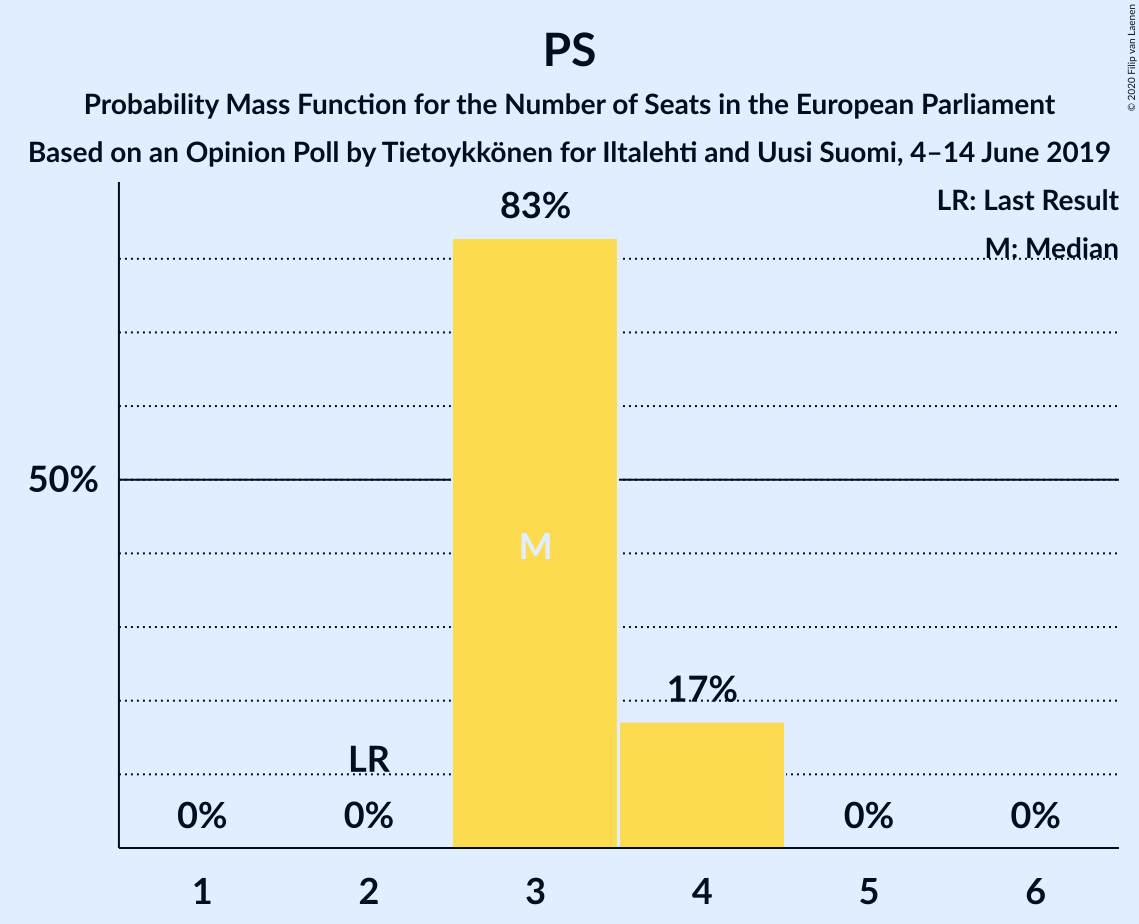 PS
Probability Mass Function for the Number of Seats in the European Parliament
Based on an Opinion Poll by Tietoykkönen for Iltalehti and Uusi Suomi, 4–14 June 2019
© 2020 Filip van Laenen
LR: Last Result
M: Median
83%
50%
M
17%
LR
0%
0%
0%
0%
1
2
3
4
5
6